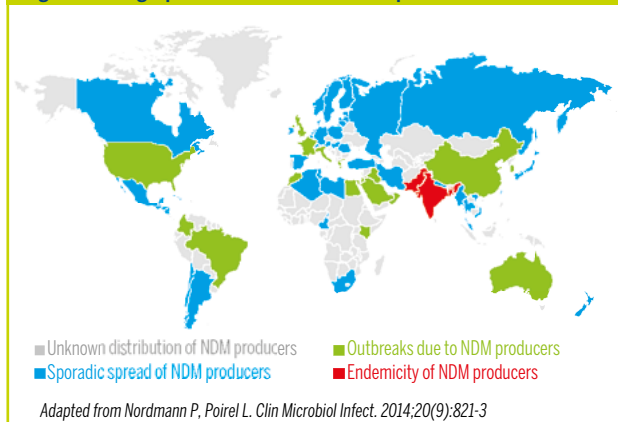 Unknown distribution of NDM producers
Sporadic spread of NDM producers
Outbreaks due to NDM producers
Endemicity of NDM producers
Adapted from Nordmann P, Poirel L. Clin Microbiol Infect. 2014;20(9):821-3